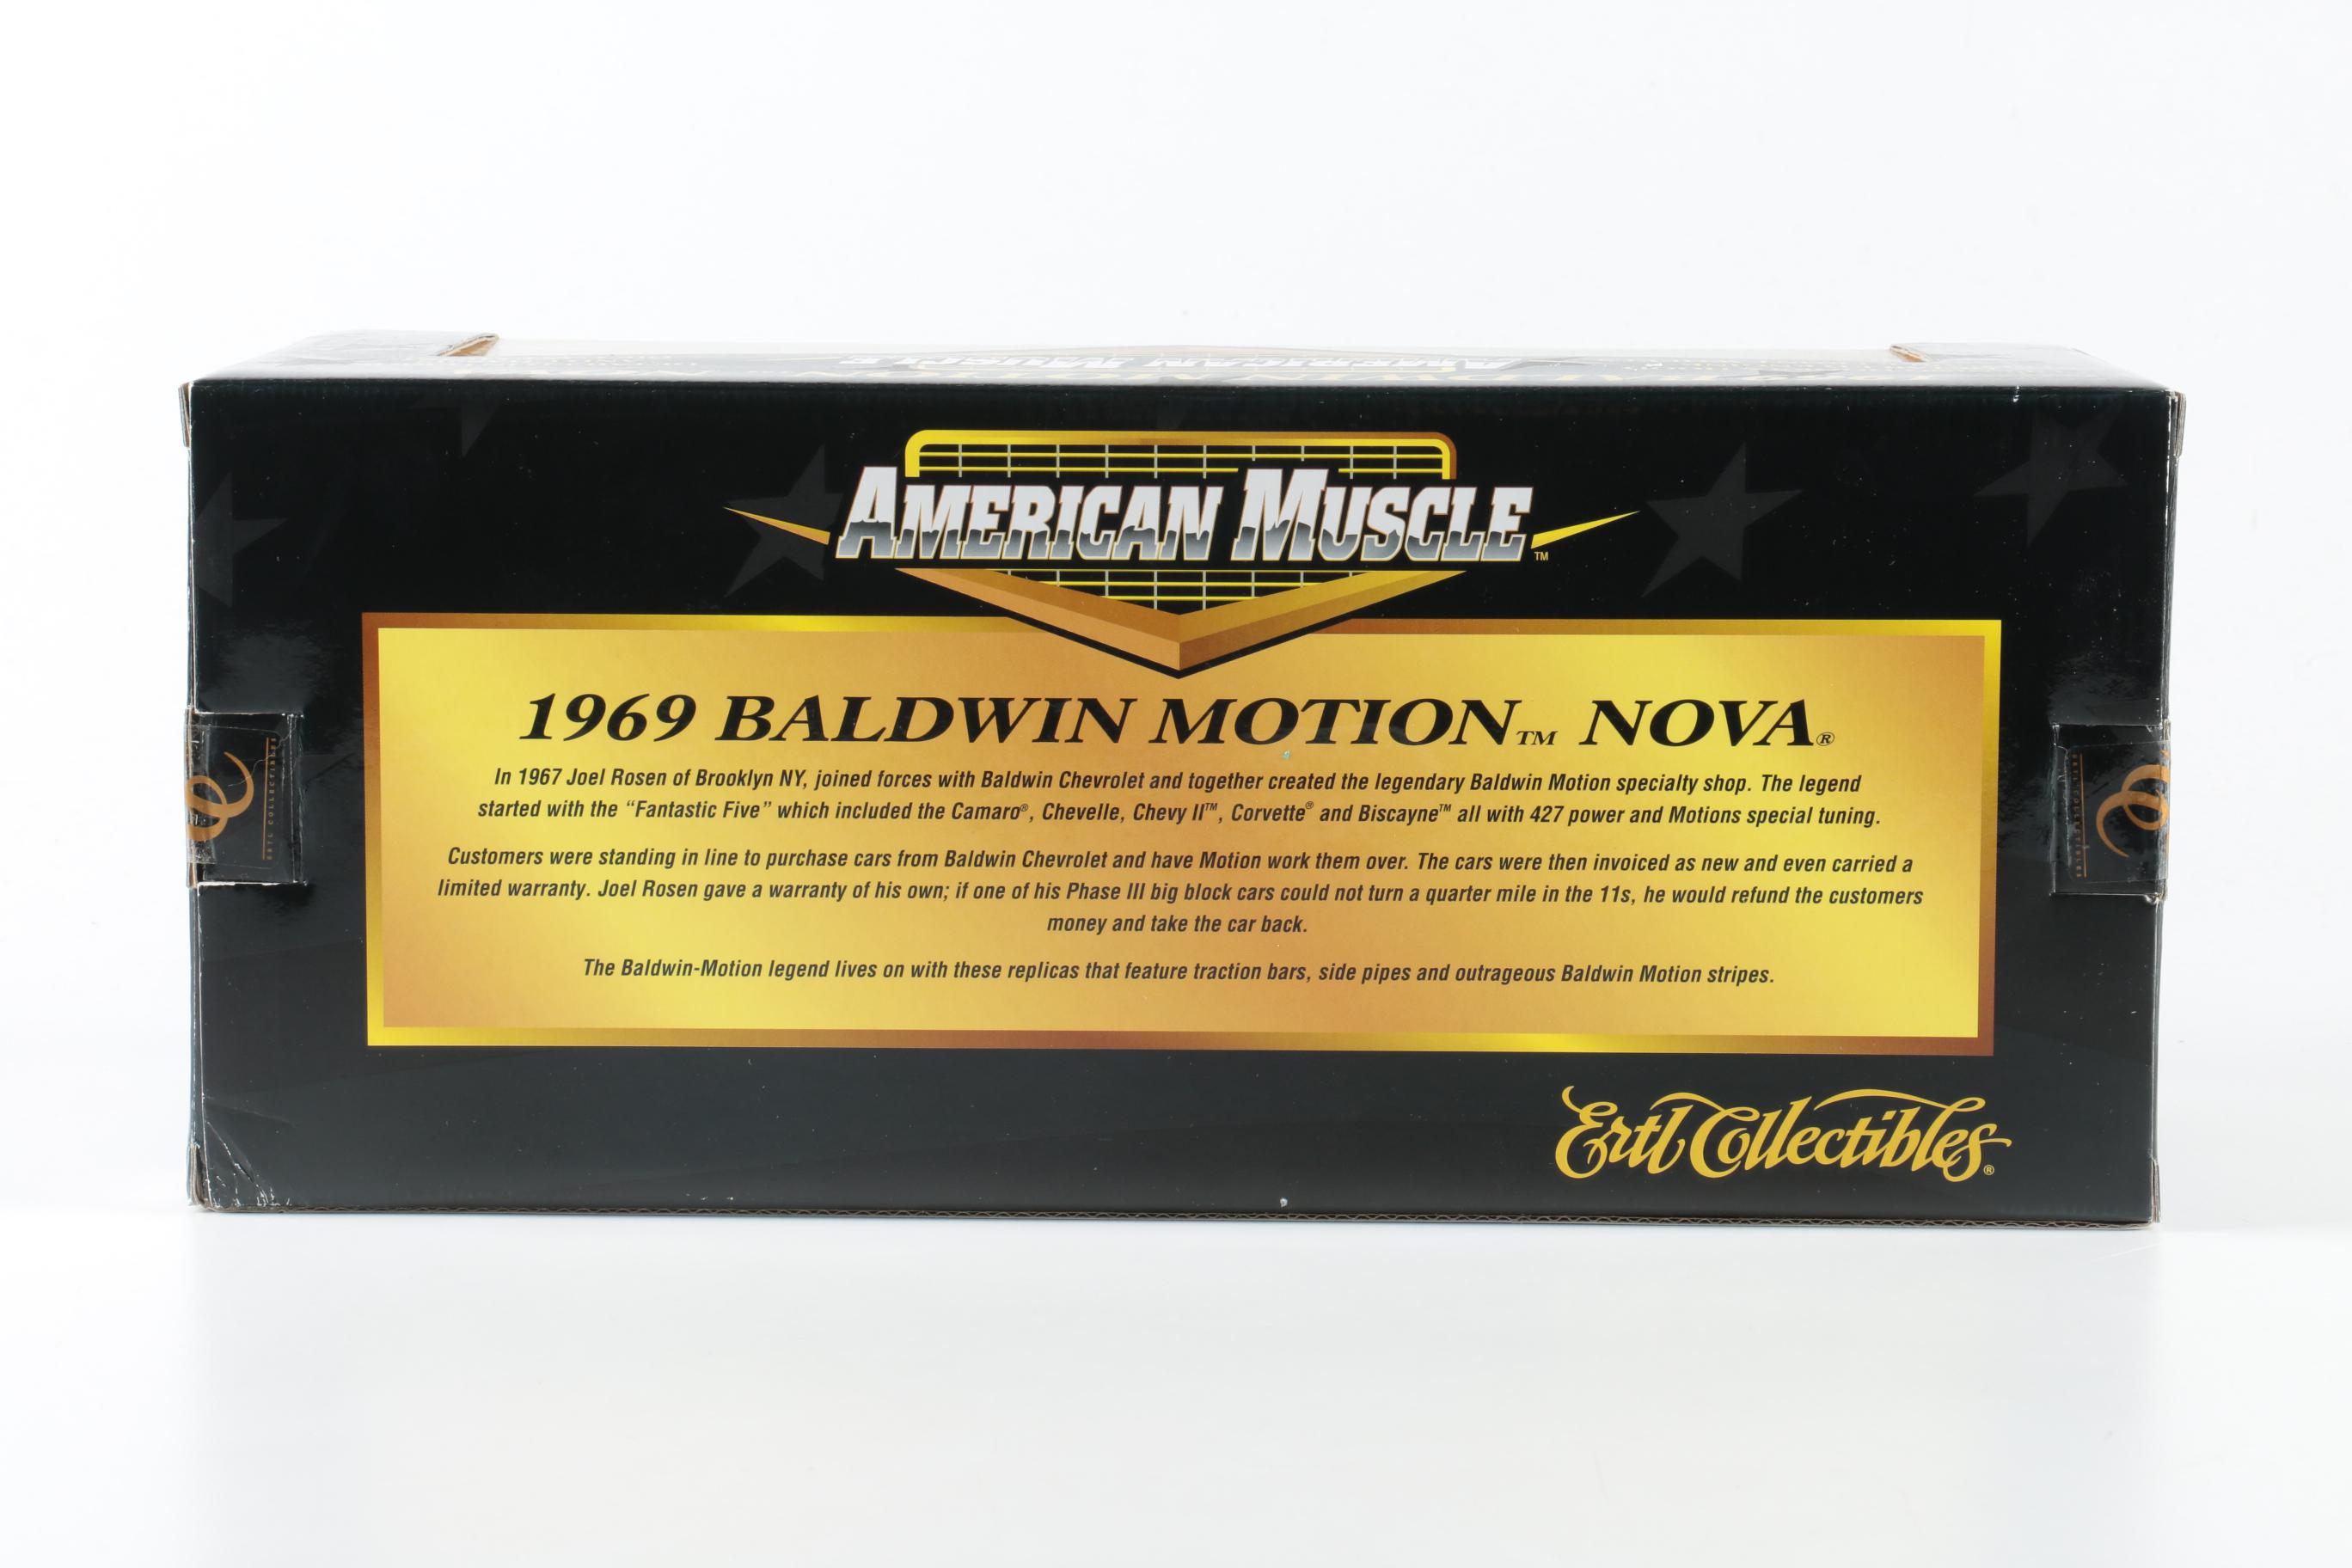 AMERICAN MUSCLE
AMERICAN MUSCLE™
1969 BALDWIN MOTION™ NOVA®
In 1967 Joel Rosen of Brooklyn NY, joined forces with Baldwin Chevrolet and together created the legendary Baldwin Motion specialty shop. The legend
started with the “Fantastic Five” which included the Camaro®, Chevelle, Chevy II™, Corvette® and Biscayne™ all with 427 power and Motions special tuning.
Customers were standing in line to purchase cars from Baldwin Chevrolet and have Motion work them over. The cars were then invoiced as new and even carried a
limited warranty. Joel Rosen gave a warranty of his own; if one of his Phase III big block cars could not turn a quarter mile in the 11s, he would refund the customers
money and take the car back.
The Baldwin-Motion legend lives on with these replicas that feature traction bars, side pipes and outrageous Baldwin Motion stripes.
ERTL COLLECTIBLES
ERTL COLLECTIBLES
Ertl Collectibles®